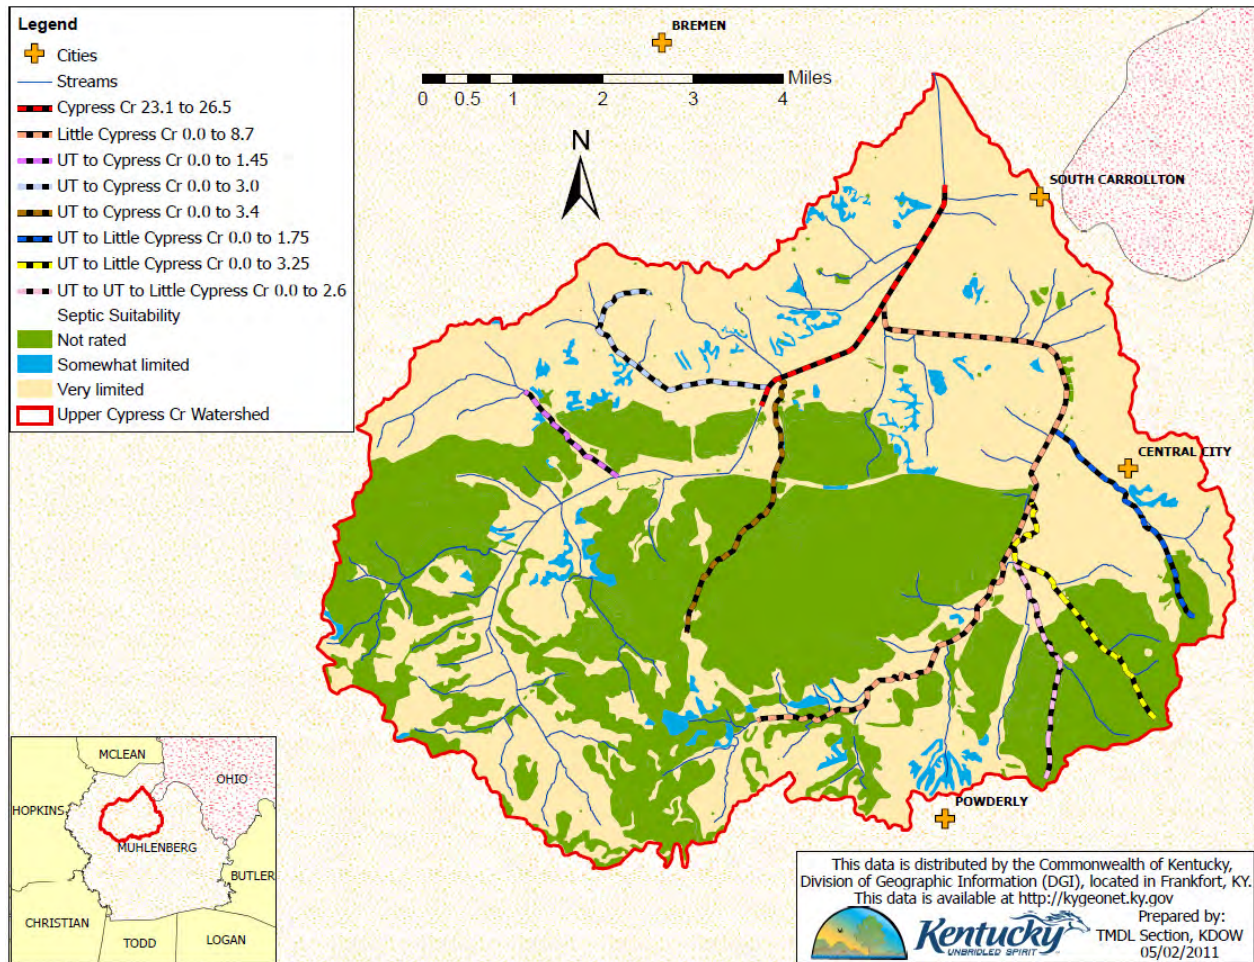 Legend
Cities
Streams
Cypress Cr 23.1 to 26.5
Little Cypress Cr 0.0 to 8.7
UT to Cypress Cr 0.0 to 1.45
UT to Cypress Cr 0.0 to 3.0
UT to Cypress Cr 0.0 to 3.4
UT to Little Cypress Cr 0.0 to 1.75
UT to Little Cypress Cr 0.0 to 3.25
UT to UT to Little Cypress Cr 0.0 to 2.6
Septic Suitability
Not rated
Somewhat limited
Very limited
Upper Cypress Cr Watershed
BREMEN
Miles
0 0.5 1 2 3 4
N
SOUTH CARROLLTON
CENTRAL CITY
POWDERLY
MCLEAN
OHIO
HOPKINS
MUHLENBERG
BUTLER
CHRISTIAN
TODD
LOGAN
This data is distributed by the Commonwealth of Kentucky,
Division of Geographic Information (DGI), located in Frankfort, KY.
This data is available at http://kygeonet.ky.gov
Kentucky
UNBRIDLED SPIRIT™
Prepared by:
TMDL Section, KDOW
05/02/2011